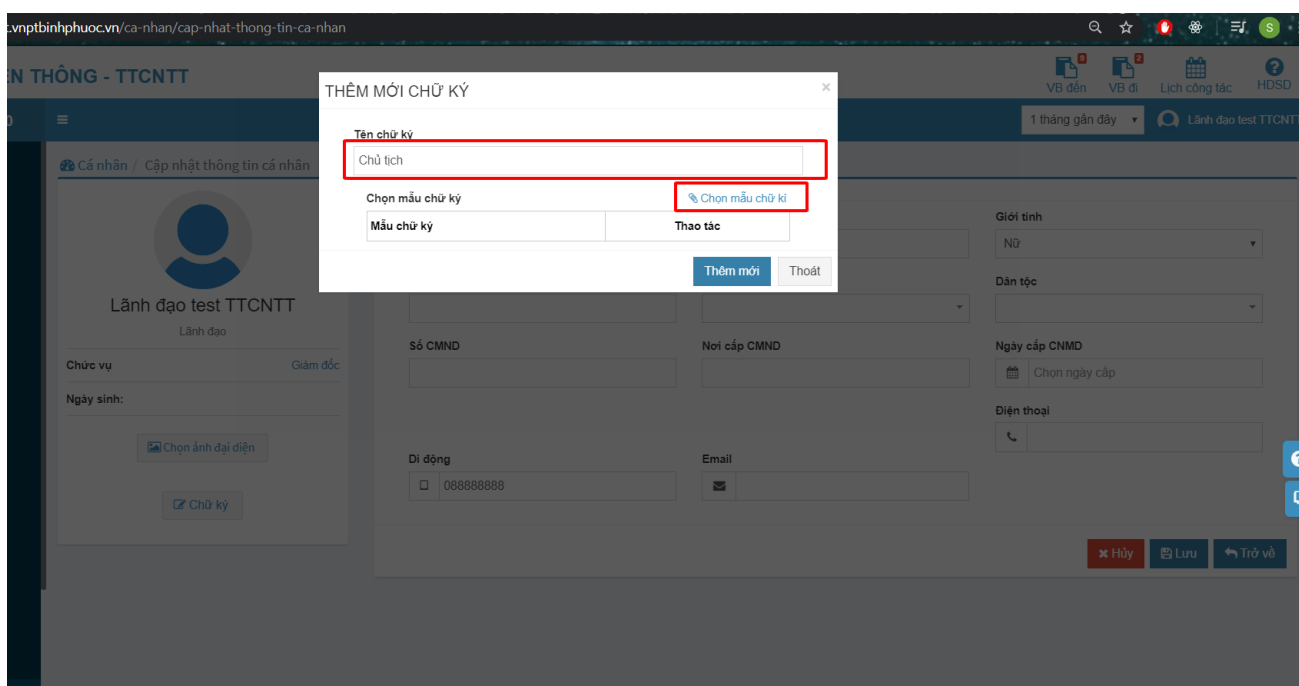 .vnptbinhphuoc.vn/ca-nhan/cap-nhat-thong-tin-ca-nhan
S
N THÔNG - TTCNTT
VB đến
VB đi
Lịch công tác
HDSD
THÊM MỚI CHỮ KÝ
×
1 tháng gần đây
Lãnh đạo test TTCNT
Tên chữ ký
Chủ tịch
Cá nhân / Cập nhật thông tin cá nhân
Chọn mẫu chữ ký
Chọn mẫu chữ kí
Mẫu chữ ký
Thao tác
Thêm mới
Thoát
Giới tính
Nữ
Dân tộc
Lãnh đạo test TTCNTT
Lãnh đạo
Chức vụ
Giám đốc
Ngày sinh:
Chọn ảnh đại diện
Chữ ký
Số CMND
Nơi cấp CMND
Ngày cấp CNMD
Chọn ngày cấp
Điện thoại
Di động
088888888
Email
Hủy
Lưu
Trở về